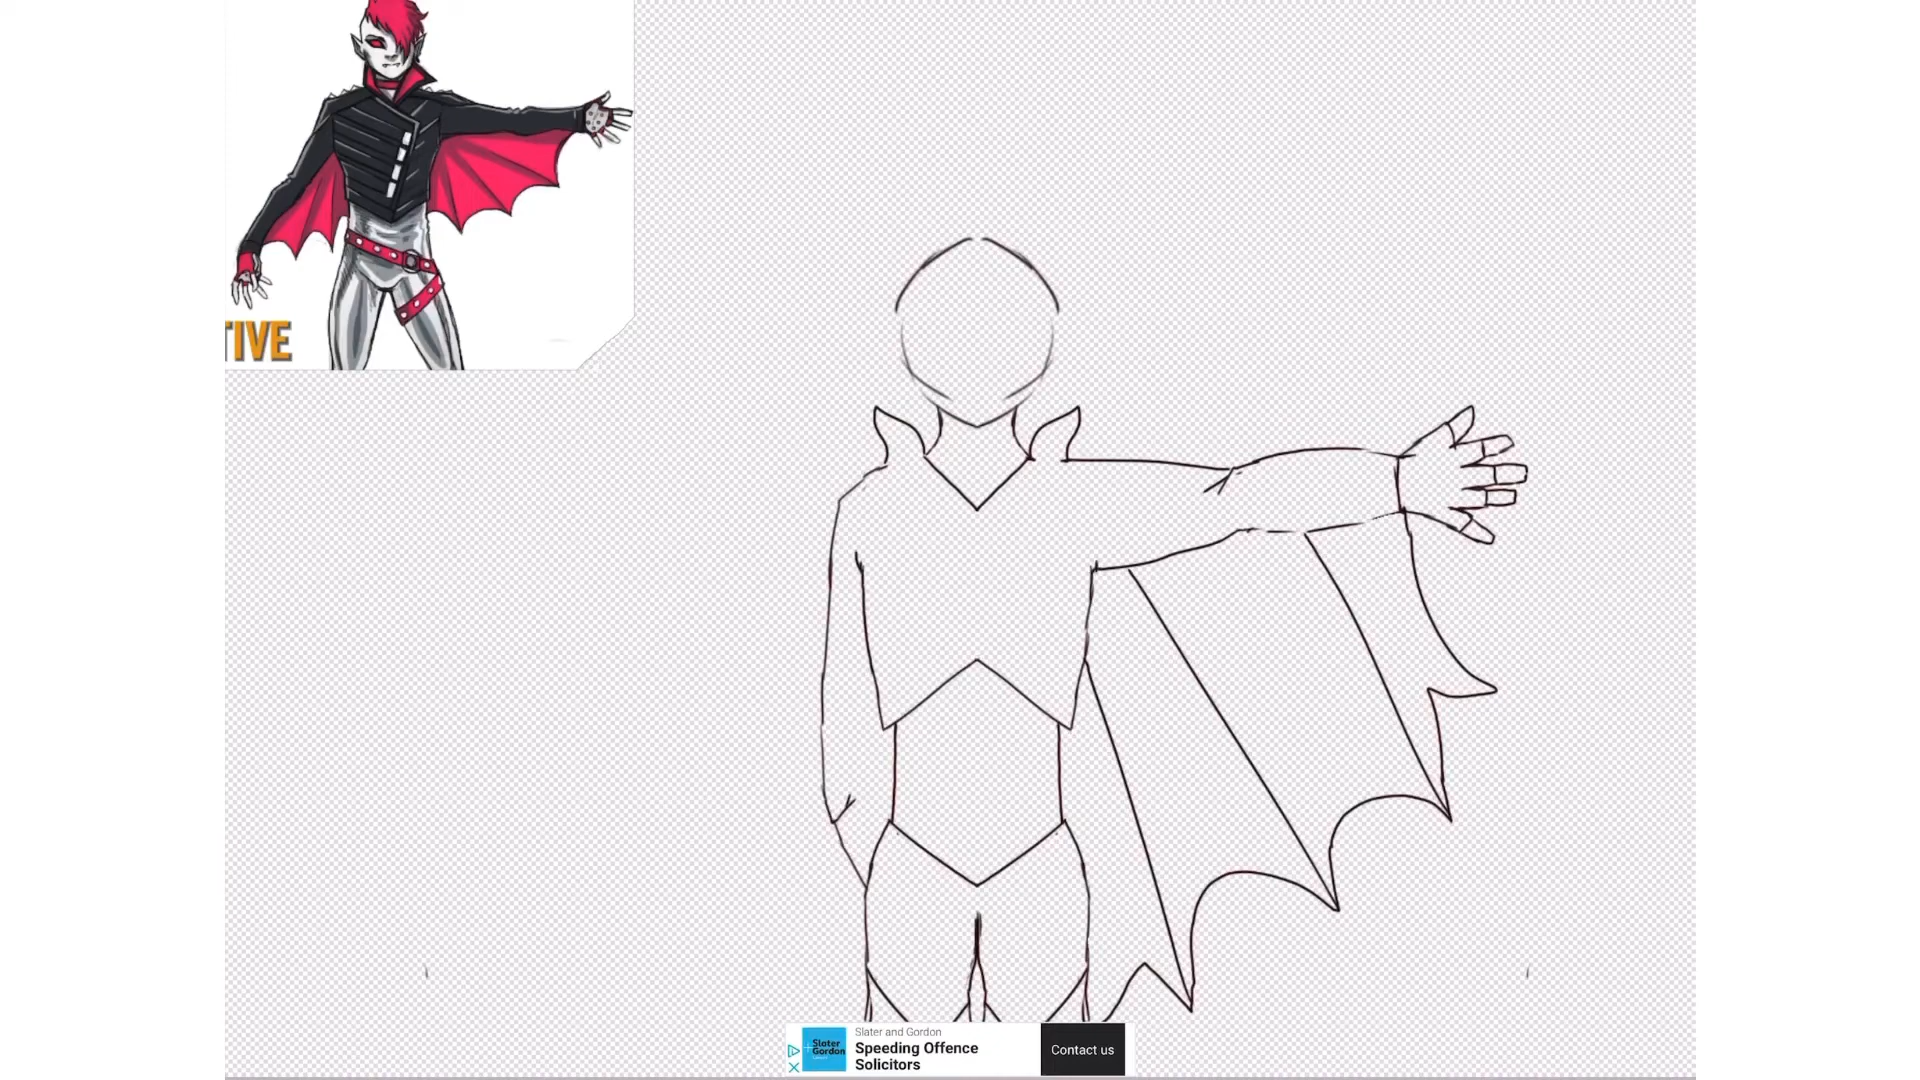 TIVE
Slater and Gordon
Slater
Gordon
Speeding Offence
Solicitors
Contact us